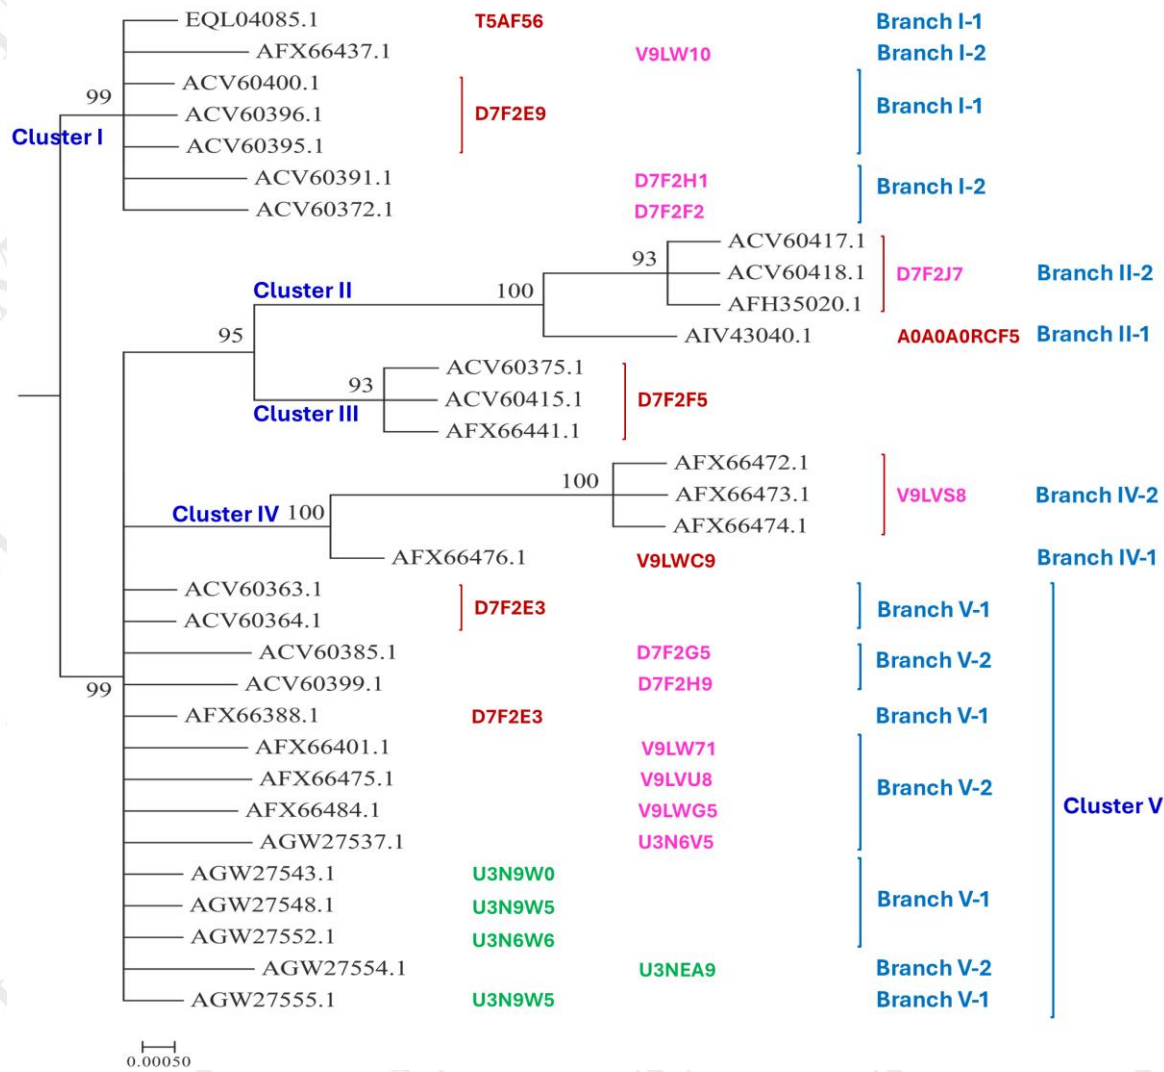 EQL04085.1 T5AF56 Branch I-1
AFX66437.1 V9LW10 Branch I-2
ACV60400.1
99
ACV60396.1 D7F2E9 Branch I-1
Cluster I
ACV60395.1
ACV60391.1 D7F2H1 Branch I-2
ACV60372.1 D7F2F2
ACV60417.1
93
ACV60418.1 D7F2J7 Branch II-2
Cluster II 100
AFH35020.1
95
AIV43040.1 A0A0A0RCF5 Branch II-1
ACV60375.1
93
ACV60415.1 D7F2F5
Cluster III
AFX66441.1
AFX66472.1
100
AFX66473.1 V9LVS8 Branch IV-2
Cluster IV 100
AFX66474.1
AFX66476.1 V9LWC9 Branch IV-1
ACV60363.1
D7F2E3 Branch V-1
ACV60364.1
ACV60385.1 D7F2G5 Branch V-2
ACV60399.1 D7F2H9
99
AFX66388.1 D7F2E3 Branch V-1
AFX66401.1 V9LW71
AFX66475.1 V9LVU8 Branch V-2
AFX66484.1 V9LWG5 Cluster V
AGW27537.1 U3N6V5
AGW27543.1 U3N9W0
AGW27548.1 U3N9W5 Branch V-1
AGW27552.1 U3N6W6
AGW27554.1 U3NEA9 Branch V-2
AGW27555.1 U3N9W5 Branch V-1
0.00050